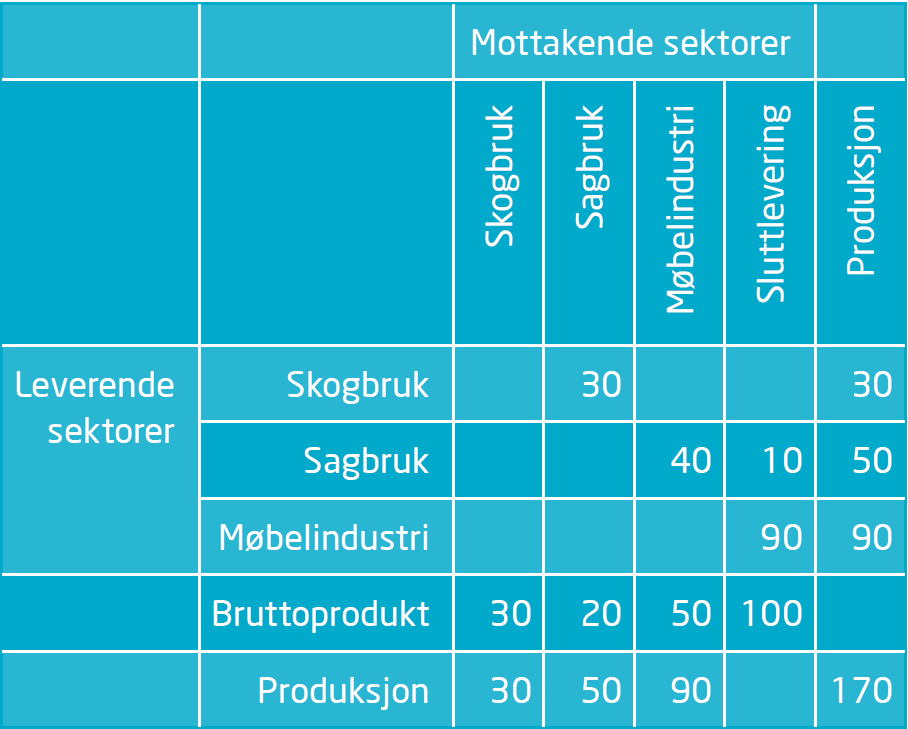 Mottakende sektorer
Skogbruk Sagbruk Møbelindustri Sluttlevering Produksjon
Leverende Skogbruk 30 30
sektorer
Sagbruk 40 10 50
Møbelindustri 90 90
Bruttoprodukt 30 20 50 100
Produksjon 30 50 90 170